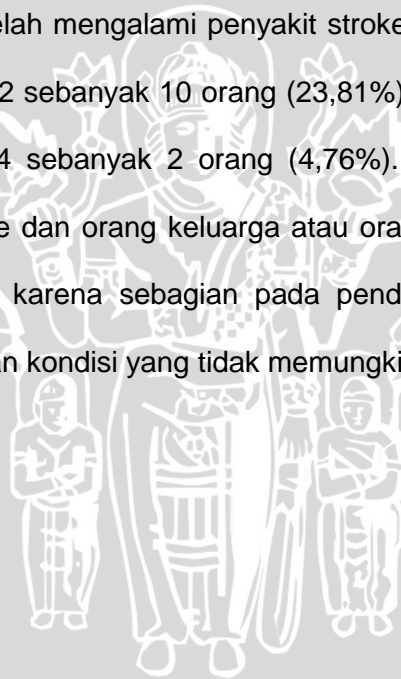 elah mengalami penyakit stroke
2 sebanyak 10 orang (23,81%)
4 sebanyak 2 orang (4,76%).
e dan orang keluarga atau ora
karena sebagian pada pend
n kondisi yang tidak memungki